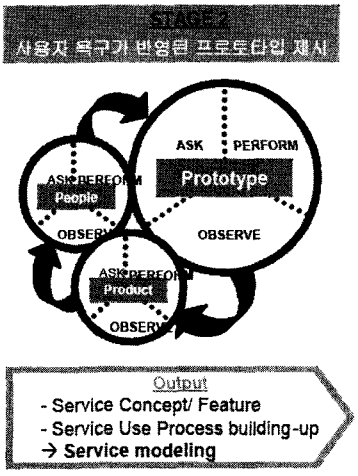 STAGE 2
사용자 욕구가 반영된 프로토타입 제시
ASK PERFORM
Prototype
OBSERVE
ASK PERFORM
People
OBSERVE
ASK PERFORM
Product
OBSERVE
Output
- Service Concept/ Feature
- Service Use Process building-up
→ Service modeling